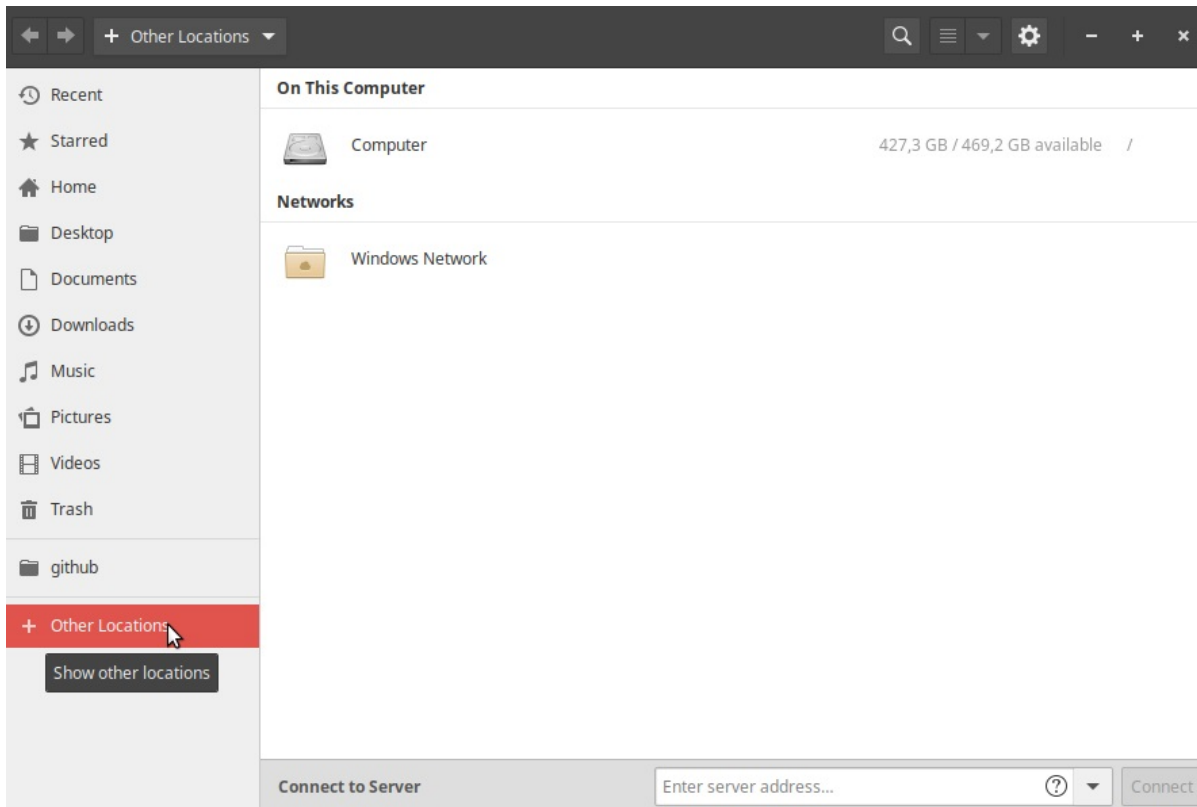 + Other Locations
Recent
Starred
Home
Desktop
Documents
Downloads
Music
Pictures
Videos
Trash
github
+ Other Locations
Show other locations
On This Computer
Computer 427,3 GB / 469,2 GB available /
Networks
Windows Network
Connect to Server Enter server address... Connect